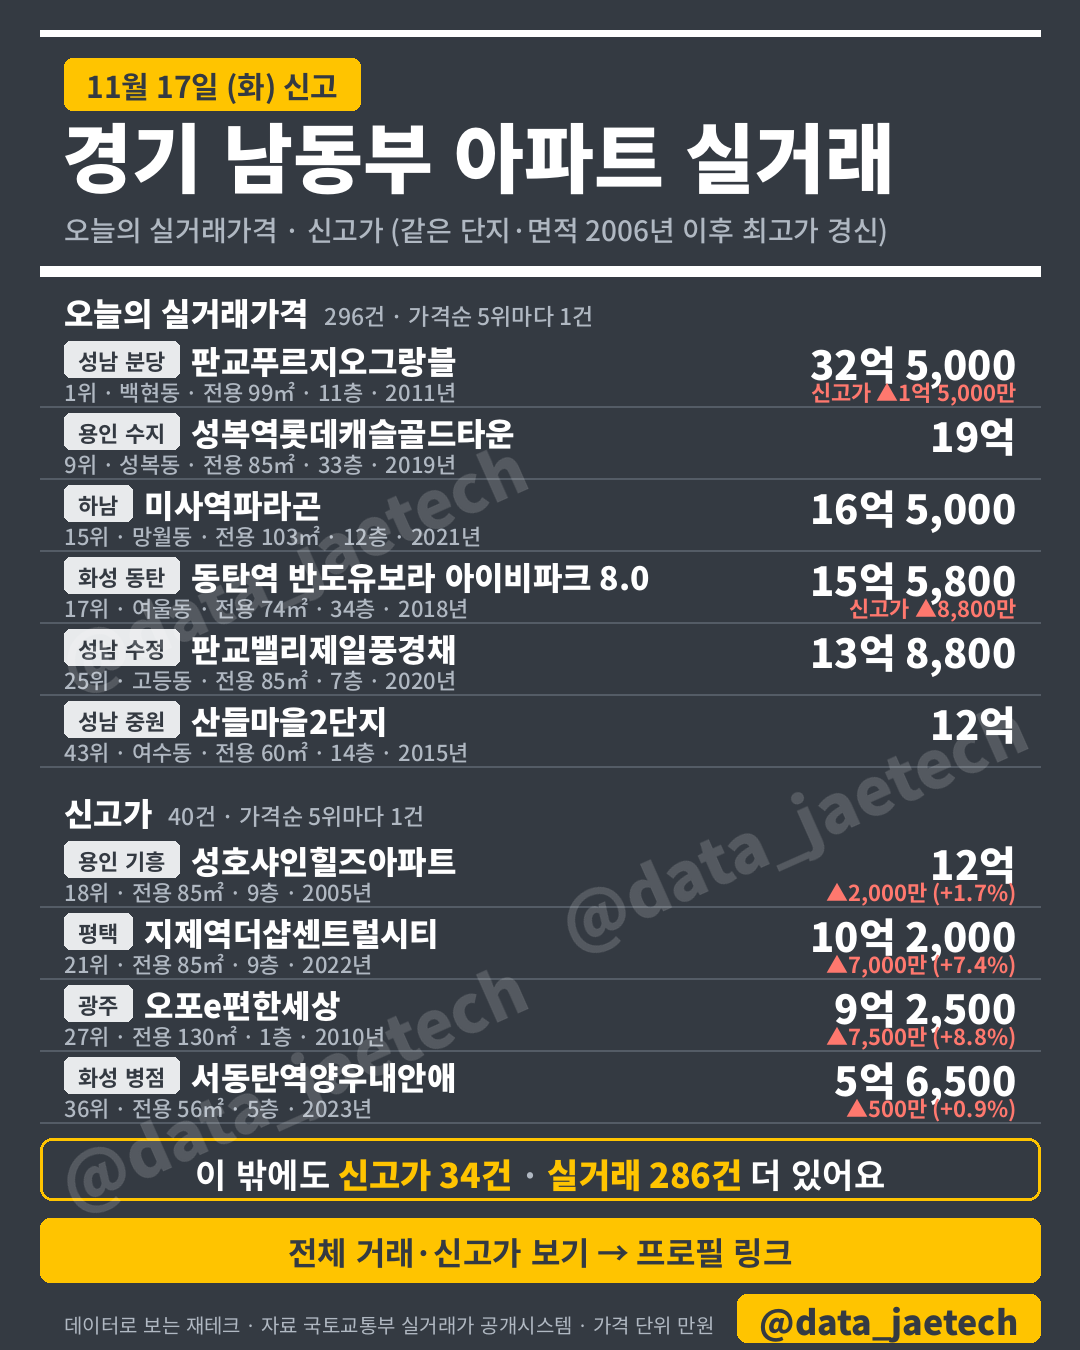 11월 17일 (화) 신고
경기 남동부 아파트 실거래
오늘의 실거래가격 · 신고가 (같은 단지·면적 2006년 이후 최고가 경신)
오늘의 실거래가격 296건 · 가격순 5위마다 1건
성남 분당 판교푸르지오그랑블 32억 5,000
1위 · 백현동 · 전용 99㎡ · 11층 · 2011년 신고가 ▲1억 5,000만
용인 수지 성복역롯데캐슬골드타운 19억
9위 · 성복동 · 전용 85㎡ · 33층 · 2019년
하남 미사역파라곤 16억 5,000
15위 · 망월동 · 전용 103㎡ · 12층 · 2021년
화성 동탄 동탄역 반도유보라 아이비파크 8.0 15억 5,800
17위 · 여울동 · 전용 74㎡ · 34층 · 2018년 신고가 ▲8,800만
성남 수정 판교밸리제일풍경채 13억 8,800
25위 · 고등동 · 전용 85㎡ · 7층 · 2020년
성남 중원 산들마을2단지 12억
43위 · 여수동 · 전용 60㎡ · 14층 · 2015년
신고가 40건 · 가격순 5위마다 1건
용인 기흥 성호샤인힐즈아파트 12억
18위 · 전용 85㎡ · 9층 · 2005년 ▲2,000만 (+1.7%)
평택 지제역더샵센트럴시티 10억 2,000
21위 · 전용 85㎡ · 9층 · 2022년 ▲7,000만 (+7.4%)
광주 오포e편한세상 9억 2,500
27위 · 전용 130㎡ · 1층 · 2010년 ▲7,500만 (+8.8%)
화성 병점 서동탄역양우내안애 5억 6,500
36위 · 전용 56㎡ · 5층 · 2023년 ▲500만 (+0.9%)
이 밖에도 신고가 34건 · 실거래 286건 더 있어요
전체 거래·신고가 보기 → 프로필 링크
데이터로 보는 재테크 · 자료 국토교통부 실거래가 공개시스템 · 가격 단위 만원 @data_jaetech
@data_jaetech
@data_jaetech
@data_jaetech